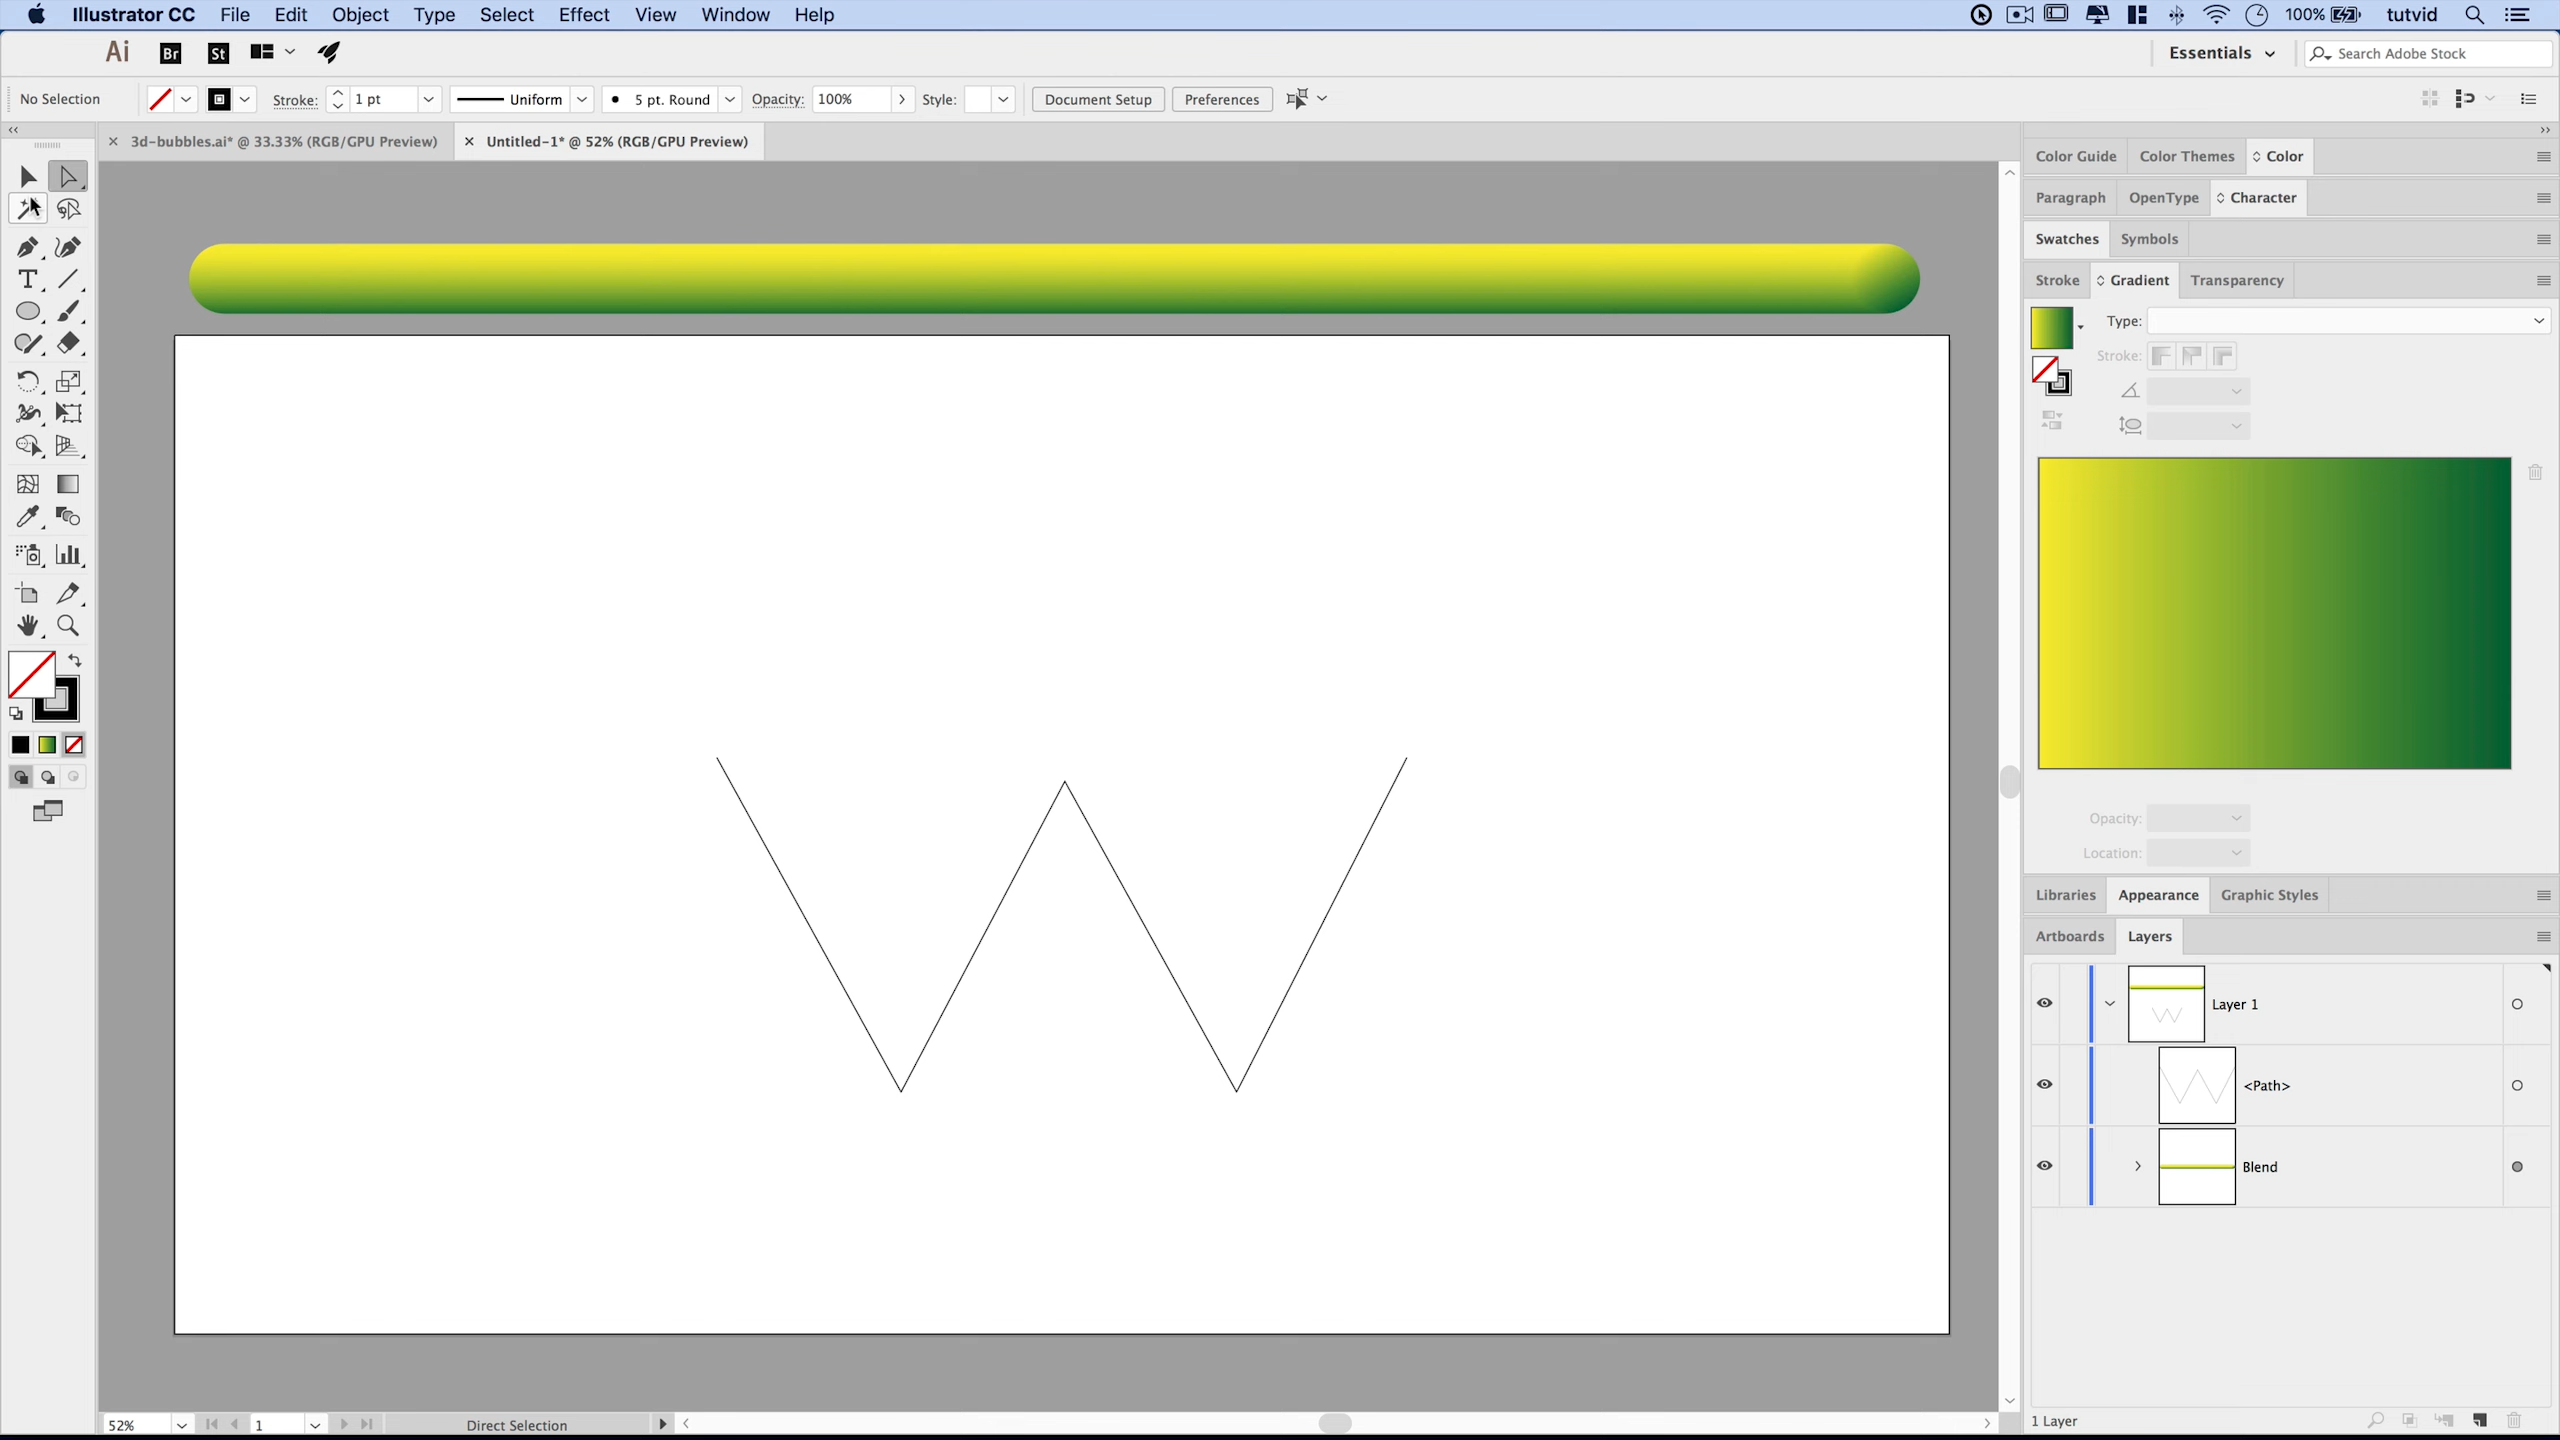 Illustrator CC File Edit Object Type Select Effect View Window Help 100% tutvid
Ai Br St Essentials Search Adobe Stock
No Selection Stroke: 1 pt Uniform 5 pt. Round Opacity: 100% Style: Document Setup Preferences
3d-bubbles.ai* @ 33.33% (RGB/GPU Preview) Untitled-1* @ 52% (RGB/GPU Preview)
Color Guide Color Themes Color
Paragraph OpenType Character
Swatches Symbols
Stroke Gradient Transparency
Type:
Stroke:
Opacity:
Location:
Libraries Appearance Graphic Styles
Artboards Layers
Layer 1
<Path>
Blend
52% 1 Direct Selection
1 Layer